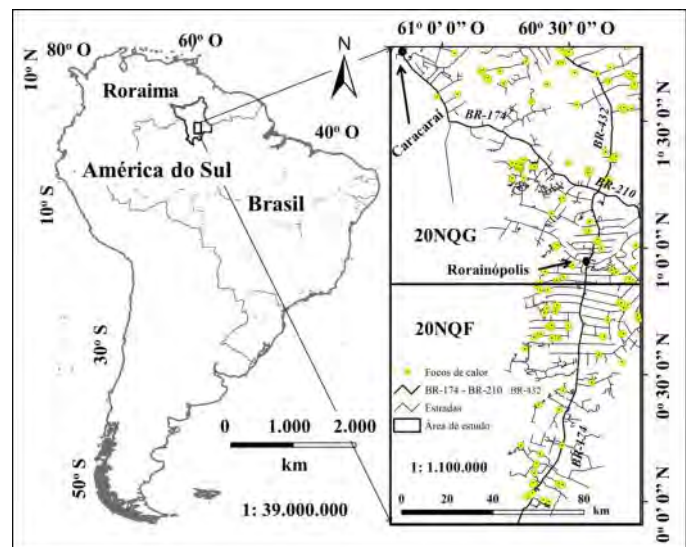 80º O
60º O
N
10º N
Roraima
40º O
América do Sul
10º S
Brasil
30º S
0 1.000 2.000
km
50º S
1: 39.000.000
61º 0’ 0’’ O 60º 30’ 0’’ O
Caracaraí
BR-174
BR-432
BR-210
1º 30’ 0’’ N
20NQG
Rorainópolis
1º 0’ 0’’ N
20NQF
Focos de calor
BR-174 - BR-210 BR-432
Estradas
Área de estudo
0º 30’ 0’’ N
BR-174
1: 1.100.000
0 20 40 60 80
km
0º 0’ 0’’ N